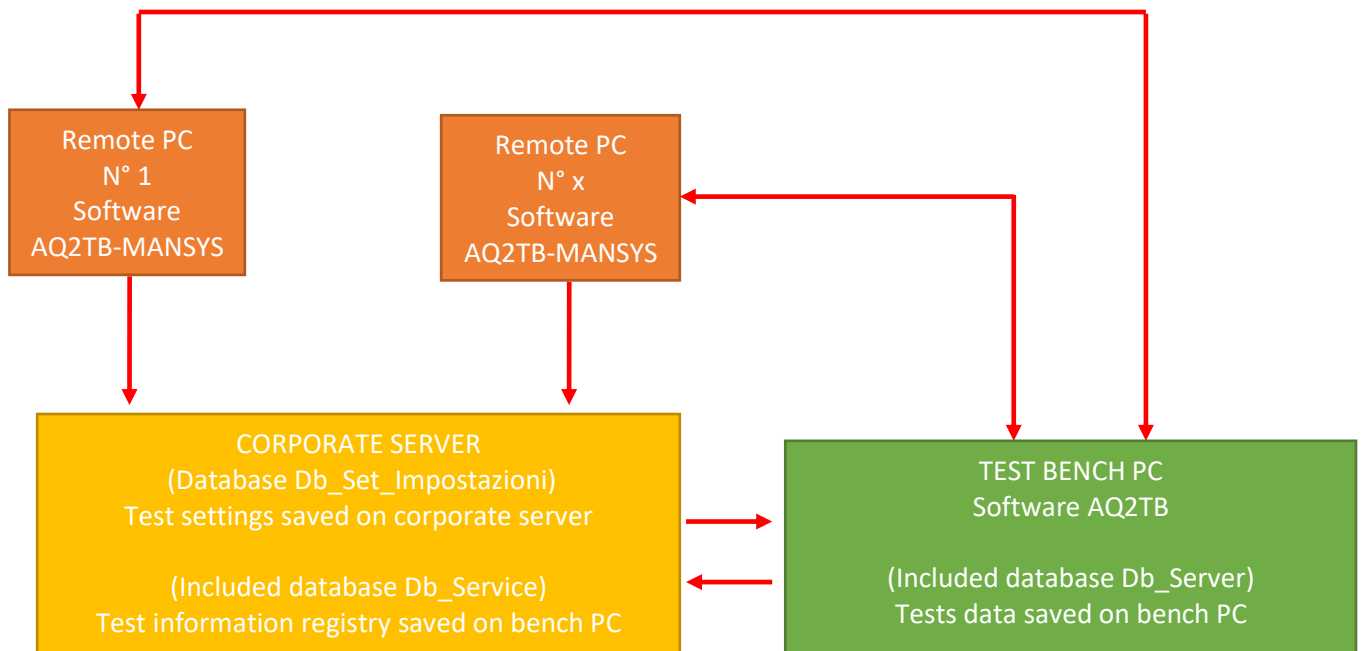 Remote PC
N° 1
Software
AQ2TB-MANSYS
Remote PC
N° x
Software
AQ2TB-MANSYS
CORPORATE SERVER
(Database Db_Set_Impostazioni)
Test settings saved on corporate server
(Included database Db_Service)
Test information registry saved on bench PC
TEST BENCH PC
Software AQ2TB
(Included database Db_Server)
Tests data saved on bench PC